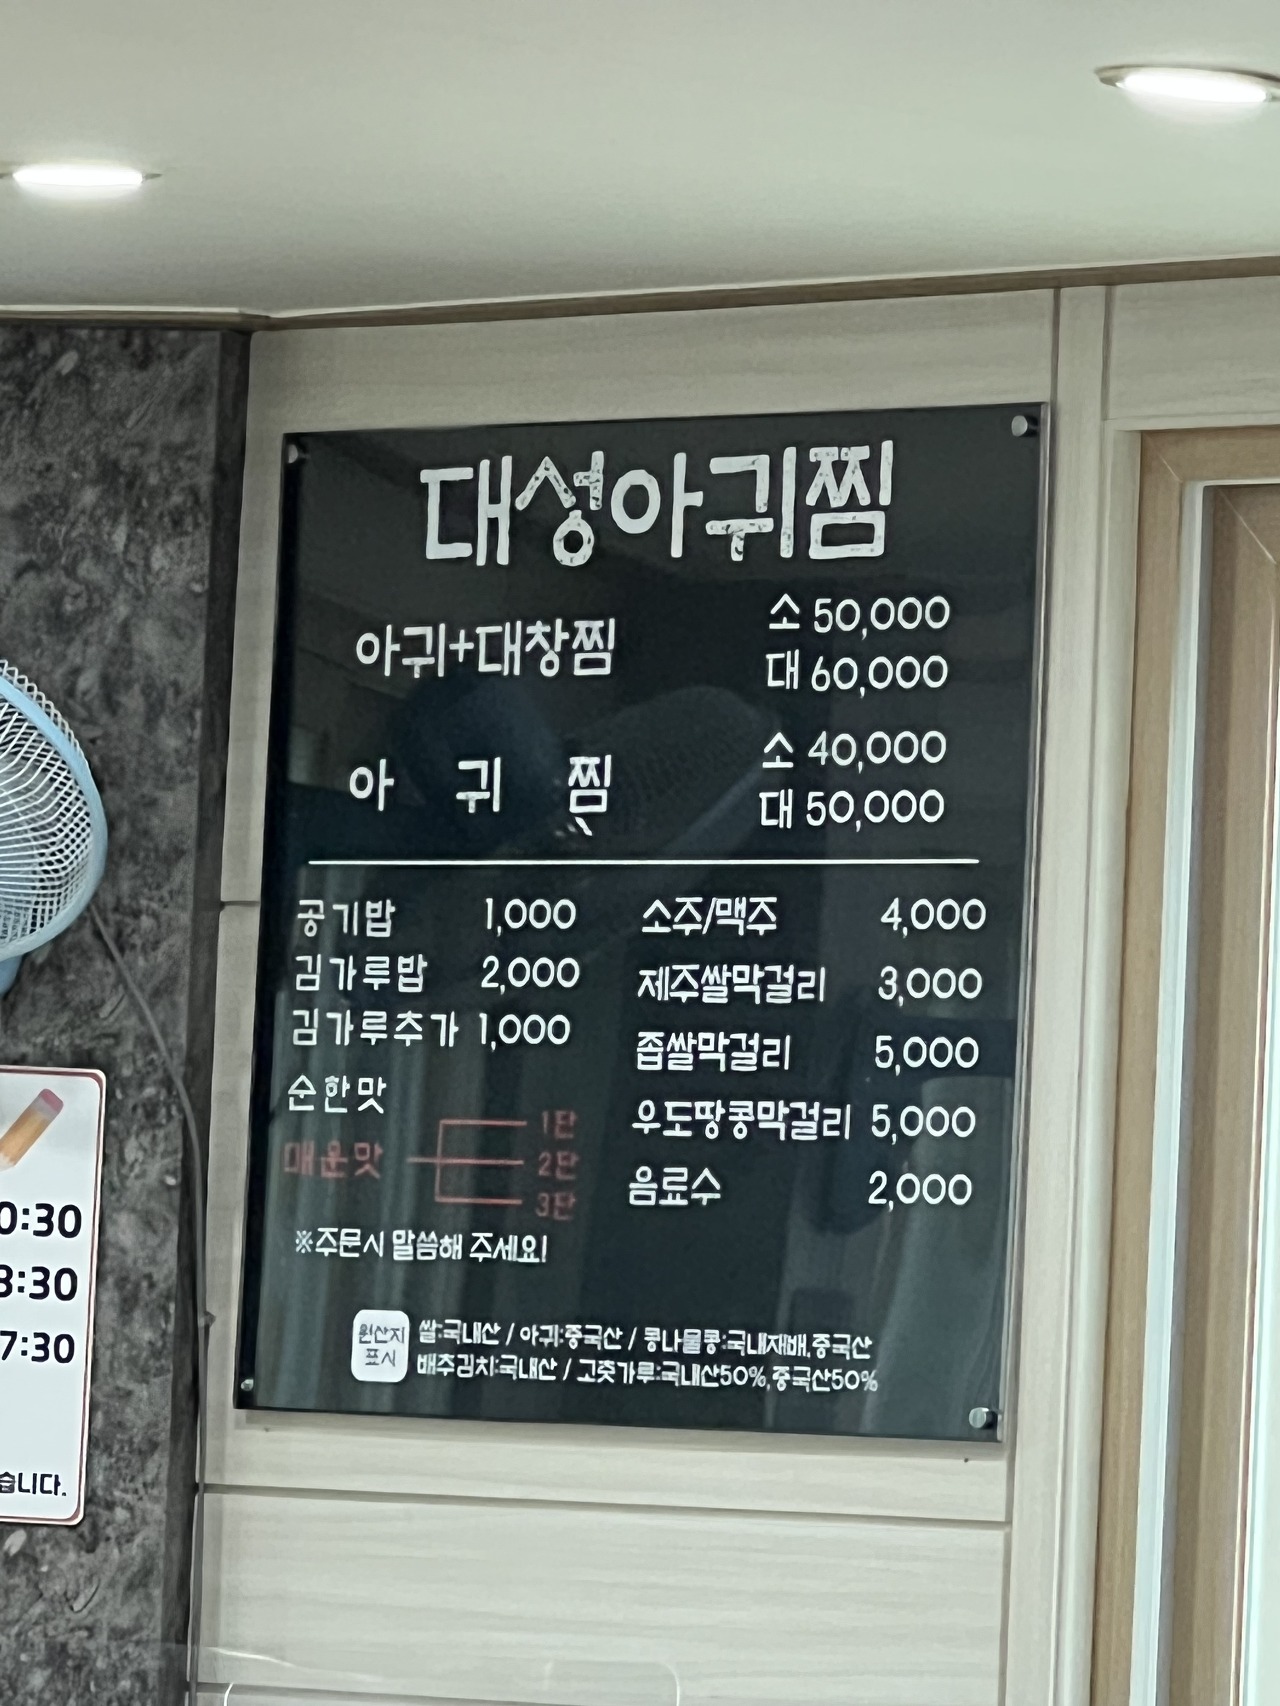 대성아귀찜
아귀+대창찜
소 50,000
대 60,000
아 귀 찜
소 40,000
대 50,000
공기밥 1,000
김가루밥 2,000
김가루추가 1,000
순한맛
매운맛
1단
2단
3단
※주문시 말씀해 주세요!
소주/맥주 4,000
제주쌀막걸리 3,000
좁쌀막걸리 5,000
우도땅콩막걸리 5,000
음료수 2,000
원산지
표시
쌀:국내산 / 아귀:중국산 / 콩나물콩:국내재배,중국산
배추김치:국내산 / 고춧가루:국내산50%,중국산50%
0:30
3:30
7:30
습니다.